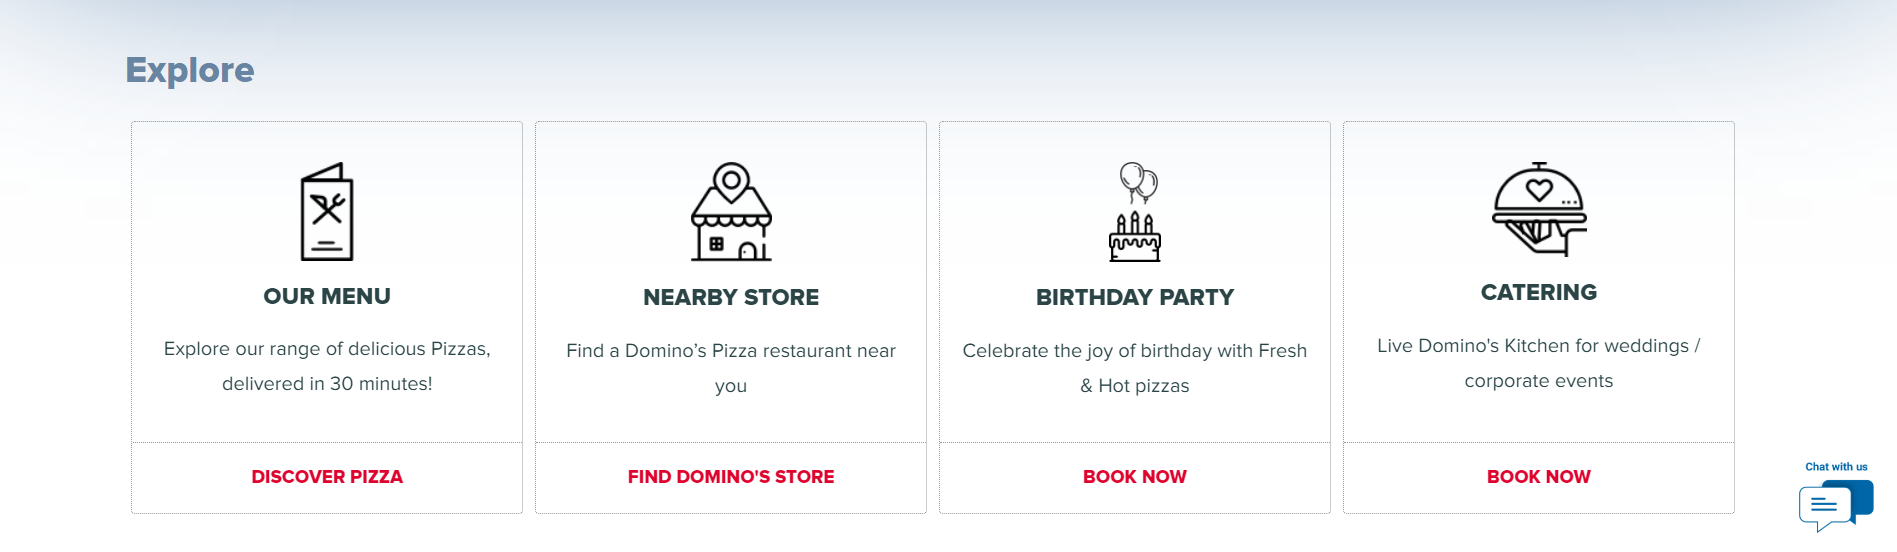 Explore
OUR MENU
Explore our range of delicious Pizzas,
delivered in 30 minutes!
DISCOVER PIZZA
NEARBY STORE
Find a Domino’s Pizza restaurant near
you
FIND DOMINO'S STORE
BIRTHDAY PARTY
Celebrate the joy of birthday with Fresh
& Hot pizzas
BOOK NOW
CATERING
Live Domino's Kitchen for weddings /
corporate events
BOOK NOW
Chat with us